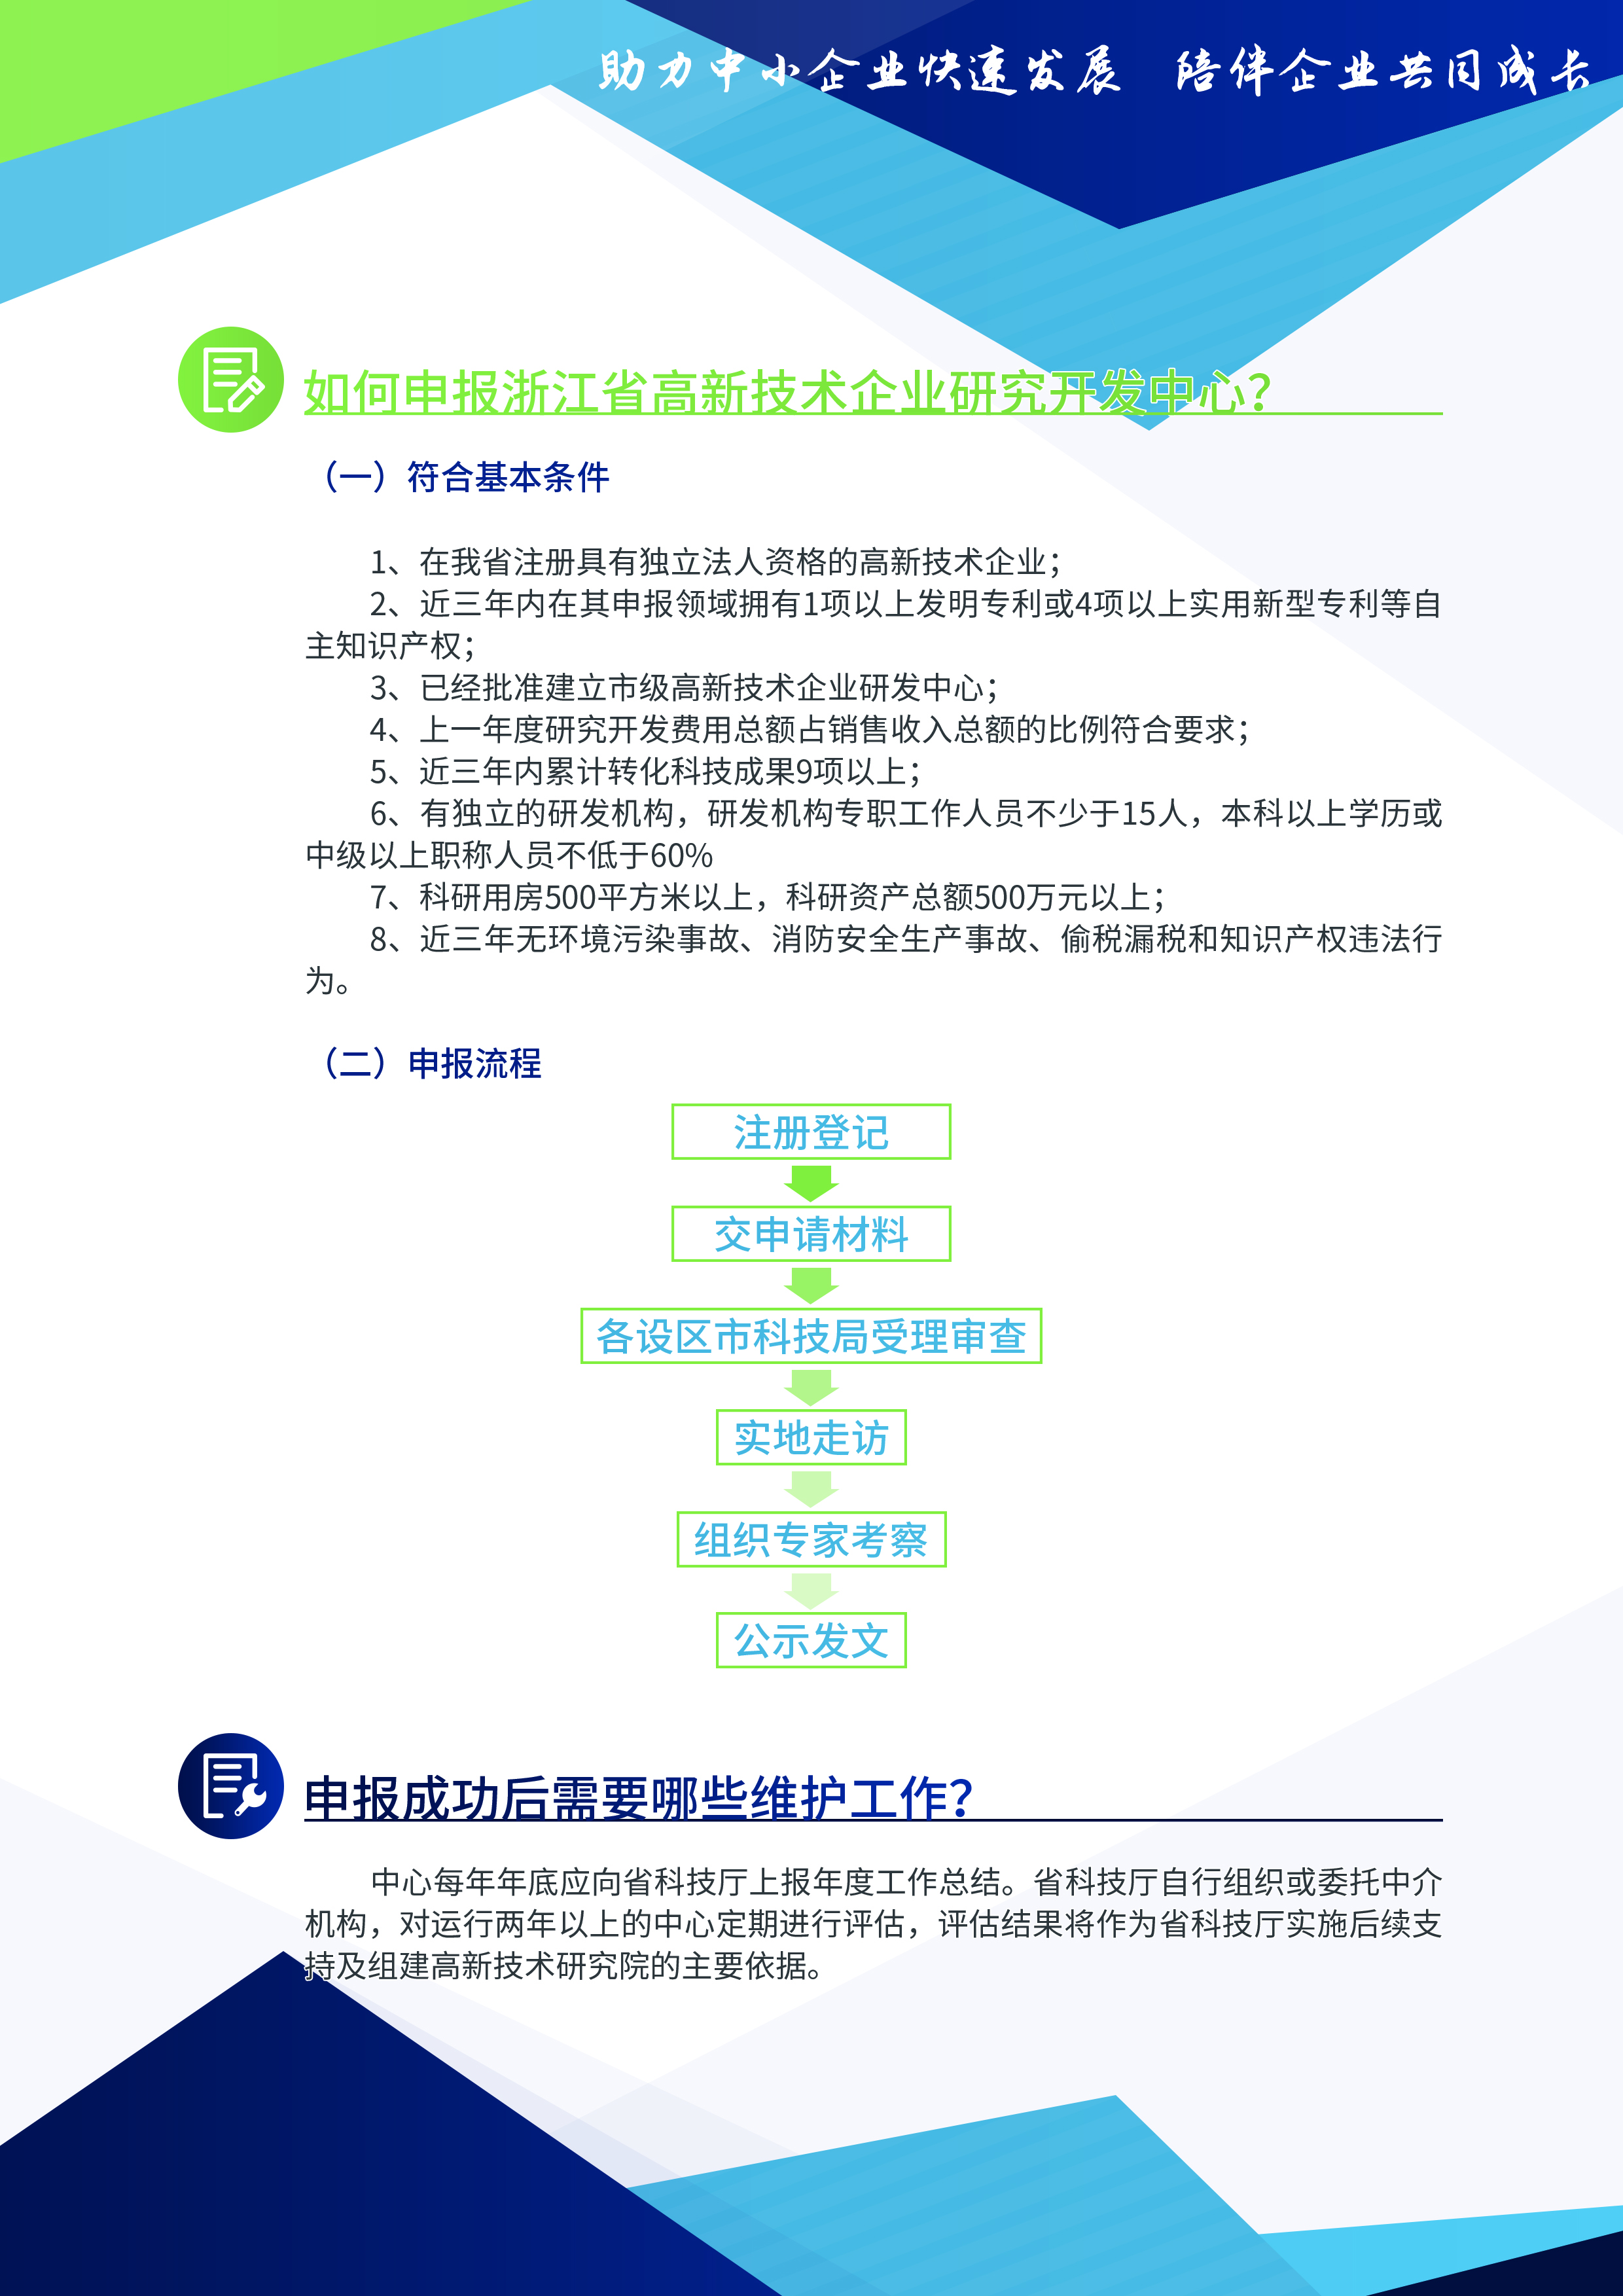 助力中小企业快速发展 陪伴企业共同成长
如何申报浙江省高新技术企业研究开发中心？
（一）符合基本条件
1、在我省注册具有独立法人资格的高新技术企业；
2、近三年内在其申报领域拥有1项以上发明专利或4项以上实用新型专利等自
主知识产权；
3、已经批准建立市级高新技术企业研发中心；
4、上一年度研究开发费用总额占销售收入总额的比例符合要求；
5、近三年内累计转化科技成果9项以上；
6、有独立的研发机构，研发机构专职工作人员不少于15人，本科以上学历或
中级以上职称人员不低于60%
7、科研用房500平方米以上，科研资产总额500万元以上；
8、近三年无环境污染事故、消防安全生产事故、偷税漏税和知识产权违法行
为。
（二）申报流程
注册登记
交申请材料
各设区市科技局受理审查
实地走访
组织专家考察
公示发文
申报成功后需要哪些维护工作？
中心每年年底应向省科技厅上报年度工作总结。省科技厅自行组织或委托中介
机构，对运行两年以上的中心定期进行评估，评估结果将作为省科技厅实施后续支
持及组建高新技术研究院的主要依据。